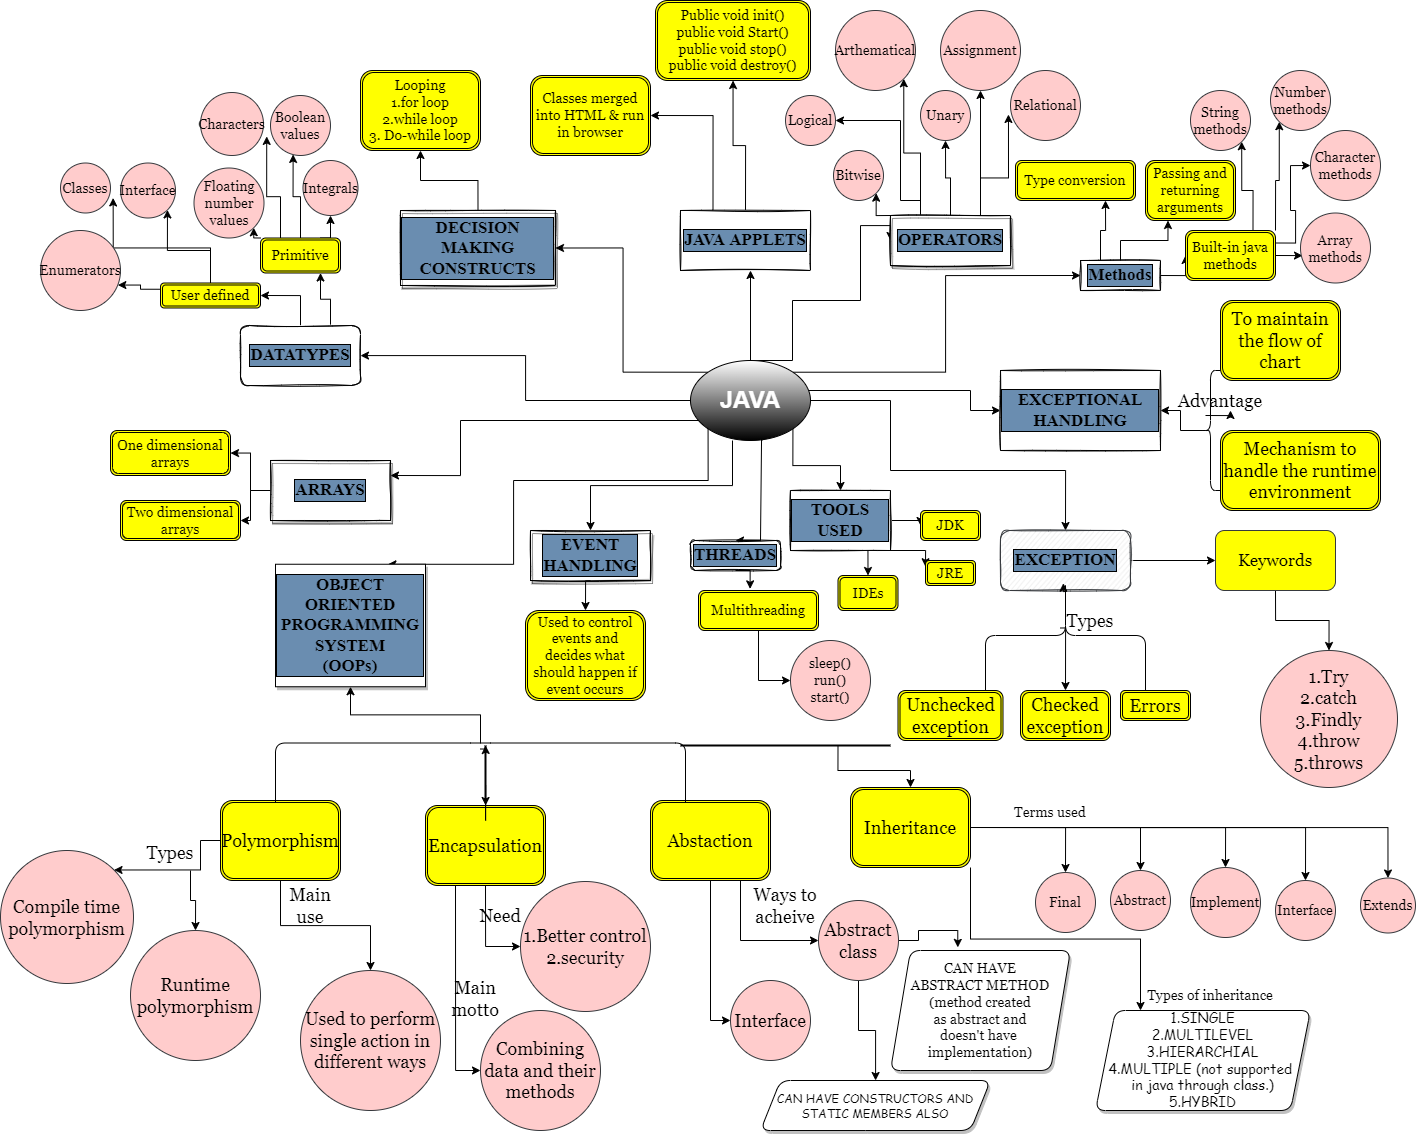 Public void init()
public void Start()
public void stop()
public void destroy()
Classes merged
into HTML & run
in browser
Looping
1.for loop
2.while loop
3. Do-while loop
Arthematical
Assignment
Logical
Unary
Relational
Bitwise
Number
methods
String
methods
Character
methods
Array
methods
Type conversion
Passing and
returning
arguments
Built-in java
methods
Characters
Boolean
values
Classes
Interface
Floating
number
values
Integrals
Enumerators
Primitive
User defined
DECISION
MAKING
CONSTRUCTS
JAVA APPLETS
OPERATORS
Methods
DATATYPES
JAVA
To maintain
the flow of
chart
EXCEPTIONAL
HANDLING
Advantage
Mechanism to
handle the runtime
environment
One dimensional
arrays
ARRAYS
Two dimensional
arrays
EVENT
HANDLING
THREADS
TOOLS
USED
JDK
JRE
IDEs
EXCEPTION
Keywords
OBJECT
ORIENTED
PROGRAMMING
SYSTEM
(OOPs)
Used to control
events and
decides what
should happen if
event occurs
Multithreading
sleep()
run()
start()
Types
Unchecked
exception
Checked
exception
Errors
1.Try
2.catch
3.Findly
4.throw
5.throws
Polymorphism
Encapsulation
Abstaction
Inheritance
Terms used
Types
Compile time
polymorphism
Runtime
polymorphism
Main
use
Used to perform
single action in
different ways
Need
1.Better control
2.security
Main
motto
Combining
data and their
methods
Ways to
acheive
Abstract
class
Interface
Final
Abstract
Implement
Interface
Extends
CAN HAVE
ABSTRACT METHOD
(method created
as abstract and
doesn't have
implementation)
CAN HAVE CONSTRUCTORS AND
STATIC MEMBERS ALSO
Types of inheritance
1.SINGLE
2.MULTILEVEL
3.HIERARCHIAL
4.MULTIPLE (not supported
in java through class.)
5.HYBRID